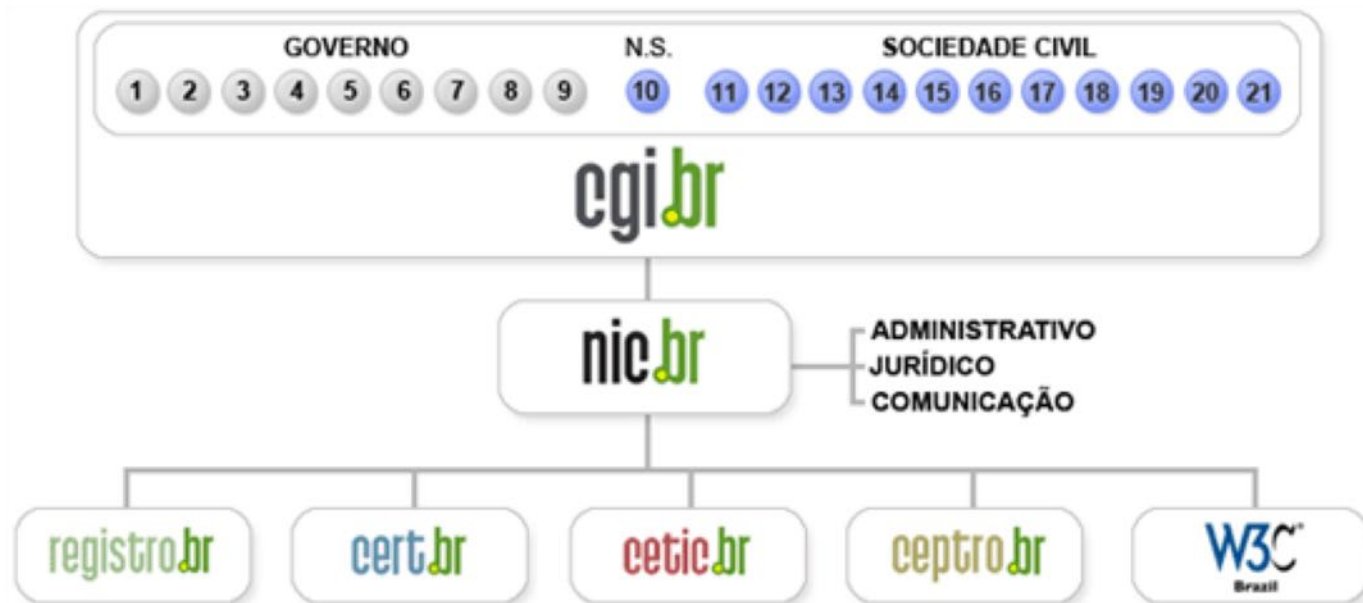 GOVERNO N.S. SOCIEDADE CIVIL
1 2 3 4 5 6 7 8 9 10 11 12 13 14 15 16 17 18 19 20 21
cgi.br
nic.br
ADMINISTRATIVO
JURÍDICO
COMUNICAÇÃO
registro.br cert.br cetic.br ceptro.br W3C
Brazil